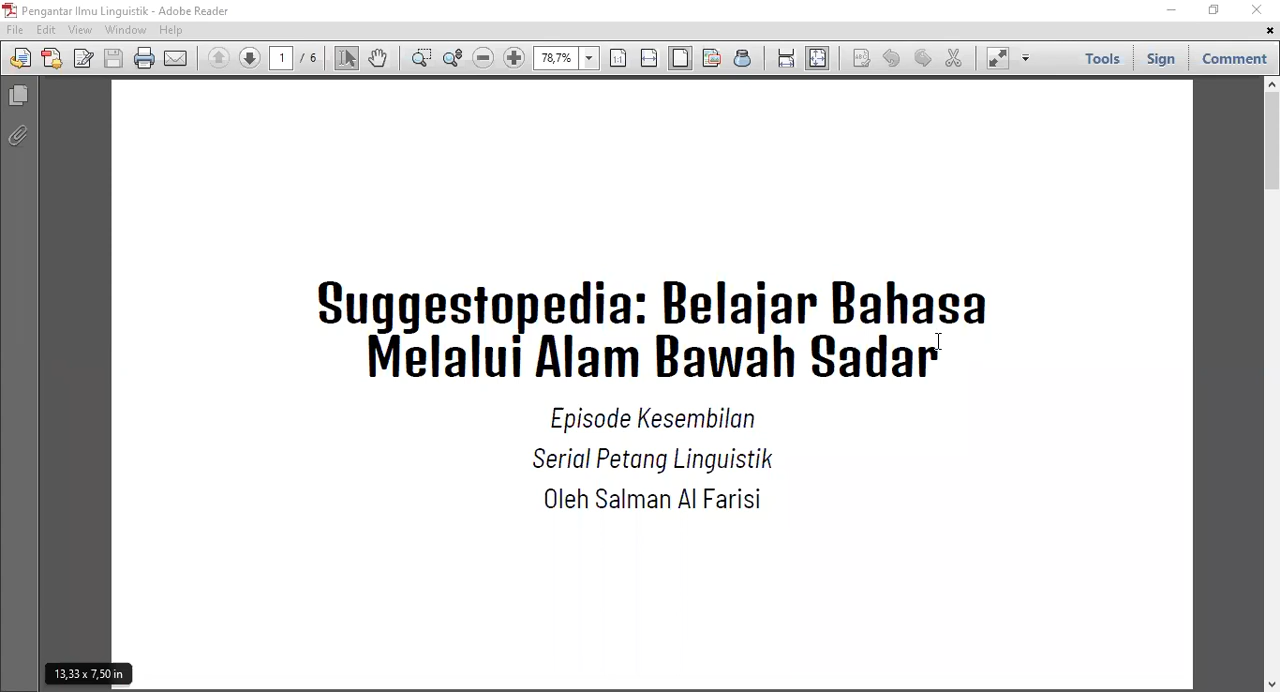 Pengantar Ilmu Linguistik - Adobe Reader
File Edit View Window Help
1 / 6 78,7% Tools Sign Comment
Suggestopedia: Belajar Bahasa
Melalui Alam Bawah Sadar
Episode Kesembilan
Serial Petang Linguistik
Oleh Salman Al Farisi
13,33 x 7,50 in